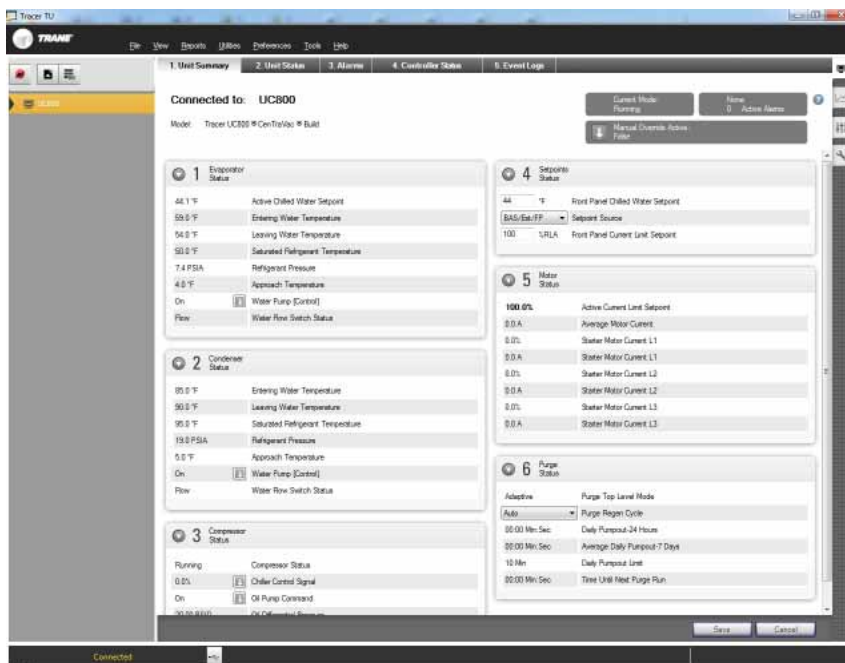 Tracer TU
TRANE
File View Reports Utilities Preferences Tools Help
1. Unit Summary 2. Unit Status 3. Alarms 4. Controller Status 5. Event Logs
UC800
Connected to: UC800
Model: Tracer UC800 ® CenTraVac ® Build
Current Mode:
Running
None
0 Active Alarms
Manual Override Active:
False
1 Evaporator Status
44.1 °F Active Chilled Water Setpoint
59.0 °F Entering Water Temperature
54.0 °F Leaving Water Temperature
50.0 °F Saturated Refrigerant Temperature
7.4 PSIA Refrigerant Pressure
4.0 °F Approach Temperature
On Water Pump [Control]
Flow Water Flow Switch Status
2 Condenser Status
85.0 °F Entering Water Temperature
90.0 °F Leaving Water Temperature
95.0 °F Saturated Refrigerant Temperature
19.0 PSIA Refrigerant Pressure
5.0 °F Approach Temperature
On Water Pump [Control]
Flow Water Flow Switch Status
3 Compressor Status
Running Compressor Status
0.0% Chiller Control Signal
On Oil Pump Command
Oil Differential Pressure
4 Setpoints Status
44 °F Front Panel Chilled Water Setpoint
BAS/Ext/FP Setpoint Source
100 %RLA Front Panel Current Limit Setpoint
5 Motor Status
100.0% Active Current Limit Setpoint
0.0 A Average Motor Current
0.0% Starter Motor Current L1
0.0 A Starter Motor Current L1
0.0% Starter Motor Current L2
0.0 A Starter Motor Current L2
0.0% Starter Motor Current L3
0.0 A Starter Motor Current L3
6 Purge Status
Adaptive Purge Top Level Mode
Auto Purge Regen Cycle
00:00 Min:Sec Daily Pumpout-24 Hours
00:00 Min:Sec Average Daily Pumpout-7 Days
10 Min Daily Pumpout Limit
00:00 Min:Sec Time Until Next Purge Run
Save Cancel
Connected